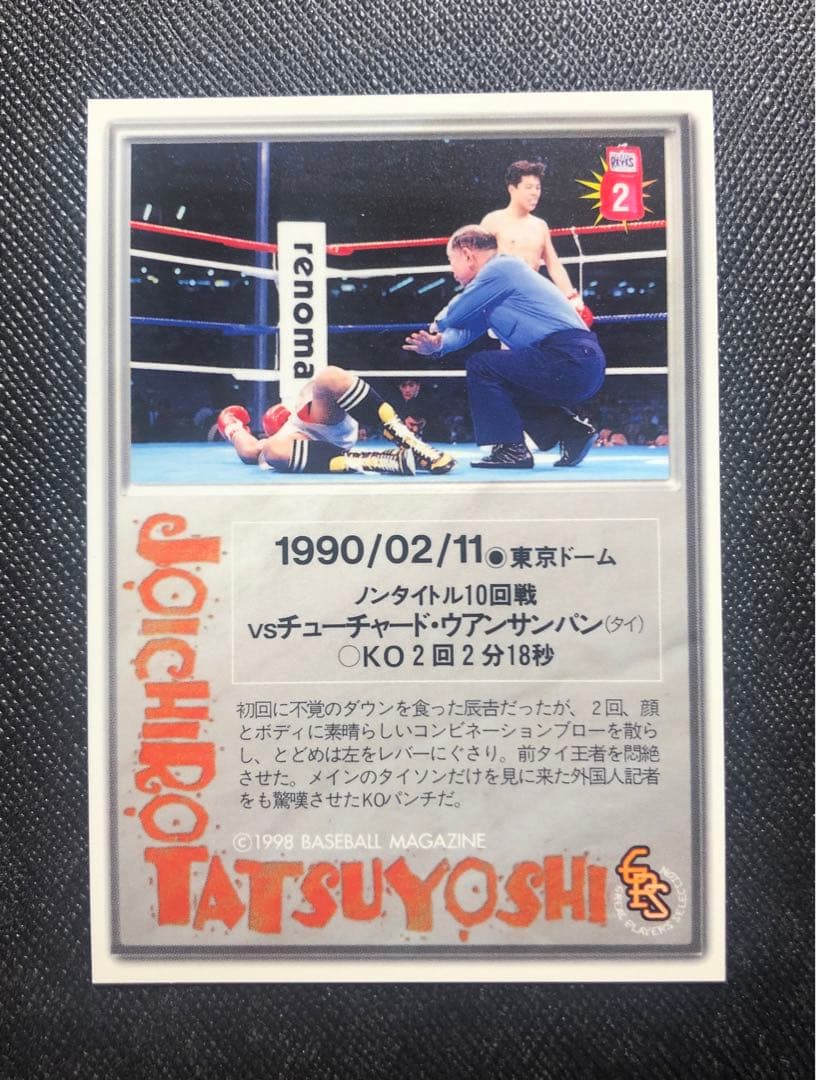 REYES
2
renoma
1990/02/11◉東京ドーム
ノンタイトル10回戦
vsチューチャード・ウアンサンパン(タイ)
○KO2回2分18秒
初回に不覚のダウンを食った辰吉だったが、2回、顔
とボディに素晴らしいコンビネーションブローを散ら
し、とどめは左をレバーにぐさり。前タイ王者を悶絶
させた。メインのタイソンだけを見に来た外国人記者
をも驚嘆させたKOパンチだ。
©1998 BASEBALL MAGAZINE
JOICHIRO
TATSUYOSHI
PLAYERS SELECTION